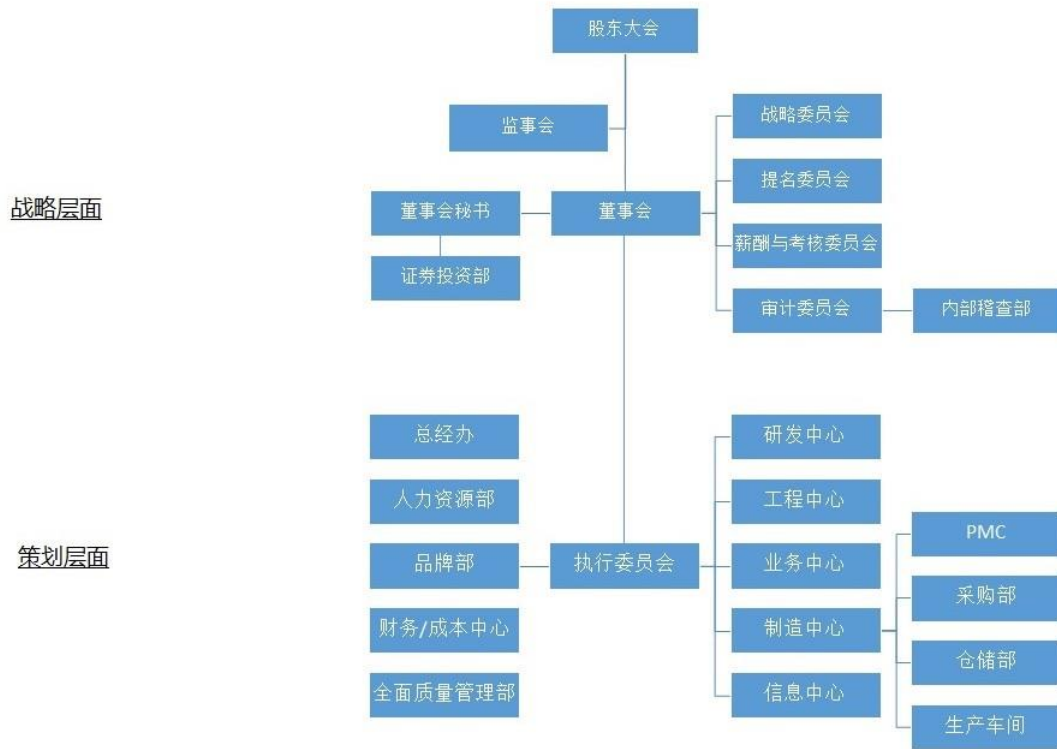 股东大会
监事会
战略委员会
提名委员会
战略层面
董事会秘书
董事会
薪酬与考核委员会
证券投资部
审计委员会
内部稽查部
总经办
研发中心
人力资源部
工程中心
PMC
策划层面
品牌部
执行委员会
业务中心
采购部
财务/成本中心
制造中心
仓储部
全面质量管理部
信息中心
生产车间